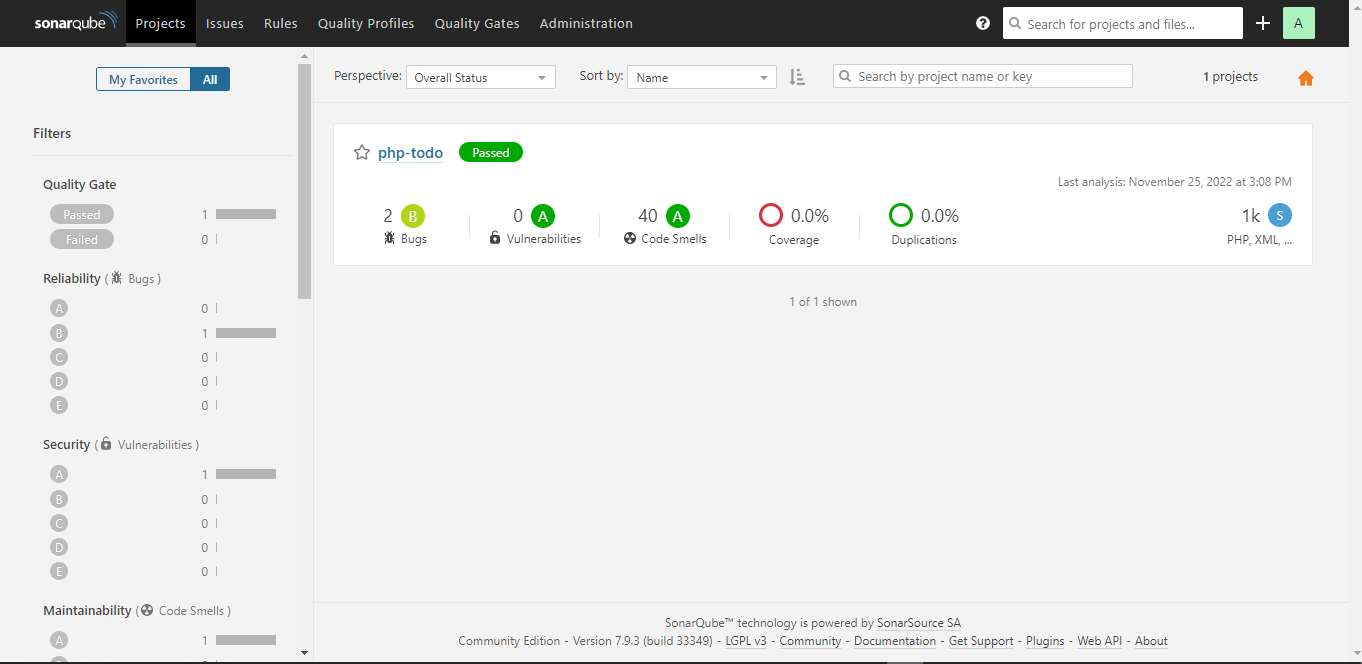 sonarqube Projects Issues Rules Quality Profiles Quality Gates Administration ? Search for projects and files... A
My Favorites All
Perspective: Overall Status Sort by: Name Search by project name or key 1 projects
Filters
Quality Gate
Passed 1
Failed 0
Reliability ( Bugs )
A 0
B 1
C 0
D 0
E 0
Security ( Vulnerabilities )
A 1
B 0
C 0
D 0
E 0
Maintainability ( Code Smells )
A 1
php-todo Passed
Last analysis: November 25, 2022 at 3:08 PM
2 B 0 A 40 A 0.0% 0.0% 1k S
Bugs Vulnerabilities Code Smells Coverage Duplications PHP, XML, ...
1 of 1 shown
SonarQube™ technology is powered by SonarSource SA
Community Edition - Version 7.9.3 (build 33349) - LGPL v3 - Community - Documentation - Get Support - Plugins - Web API - About